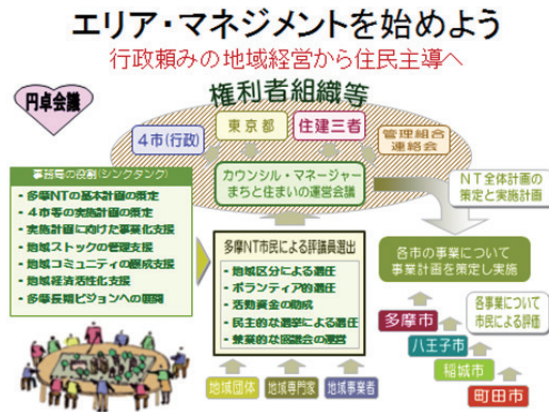 エリア・マネジメントを始めよう
行政頼みの地域経営から住民主導へ
円卓会議
権利者組織等
4市(行政)
東京都
住建三者
管理組合
連絡会
カウンシル・マネージャー
まちと住まいの運営会議
NT全体計画の
策定と実施計画
事務局の役割(シンクタンク)
・多摩NTの基本計画の策定
・4市等の実施計画の策定
・実施計画に向けた事業化支援
・地域ストックの管理支援
・地域コミュニティの醸成支援
・地域経済活性化支援
・多摩長期ビジョンへの展開
多摩NT市民による評議員選出
・地域区分による選任
・ボランティア的選任
・活動資金の助成
・民主的な選挙による選任
・兼業的な協議会の運営
地域団体
地域専門家
地域事業者
各市の事業について
事業計画を策定し実施
各事業について
市民による評価
多摩市
八王子市
稲城市
町田市